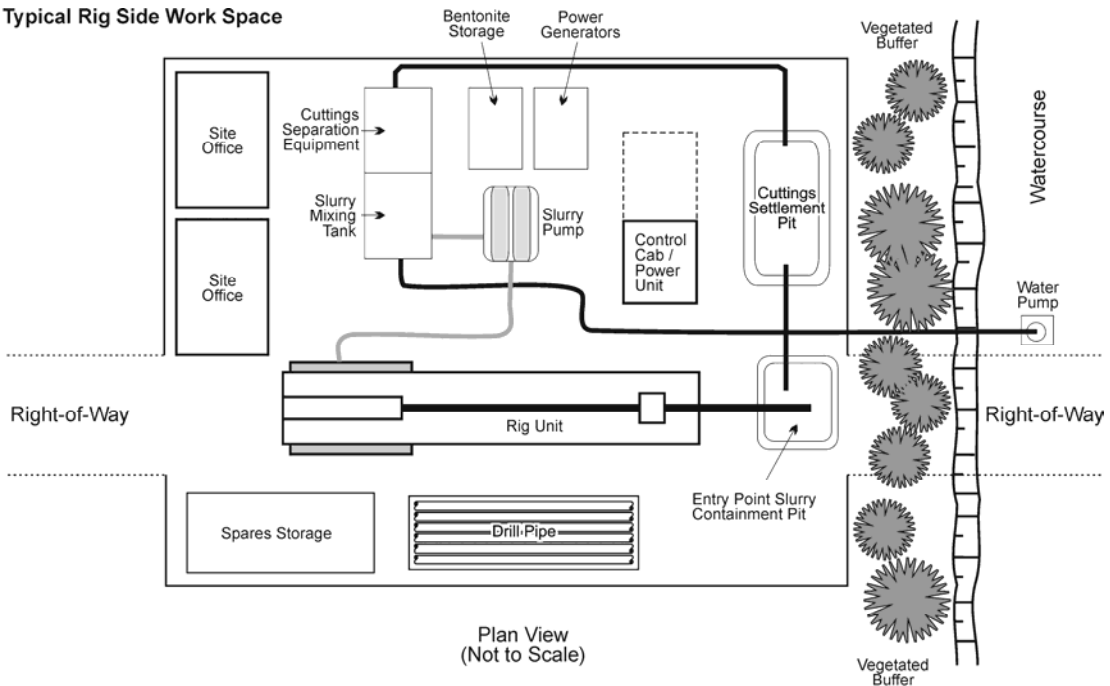 Typical Rig Side Work Space
Bentonite
Storage
Power
Generators
Vegetated
Buffer
Site
Office
Cuttings
Separation
Equipment
Slurry
Mixing
Tank
Slurry
Pump
Cuttings
Settlement
Pit
Watercourse
Site
Office
Control
Cab /
Power
Unit
Water
Pump
Right-of-Way
Rig Unit
Right-of-Way
Entry Point Slurry
Containment Pit
Spares Storage
Drill Pipe
Plan View
(Not to Scale)
Vegetated
Buffer